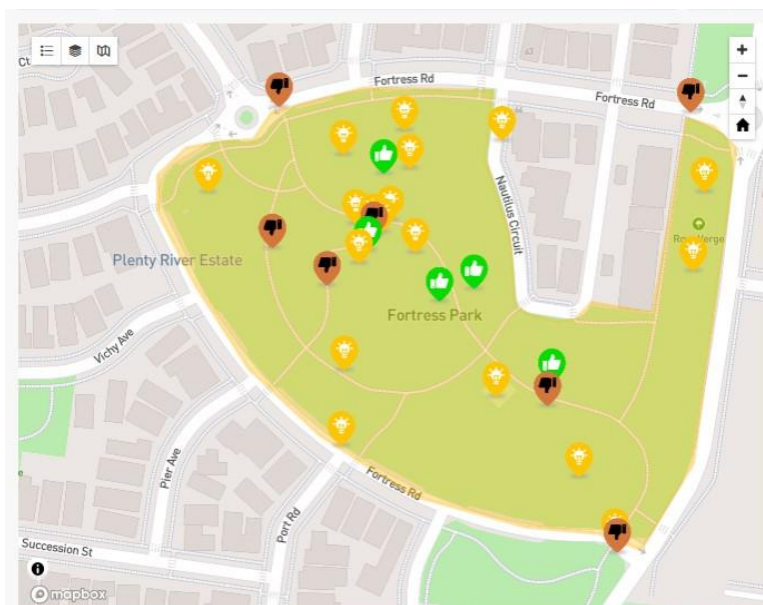 Fortress Rd
Fortress Rd
Nautilus Circuit
Plenty River Estate
Fortress Park
Vichy Ave
Pier Ave
Fortress Rd
Port Rd
Succession St
mapbox